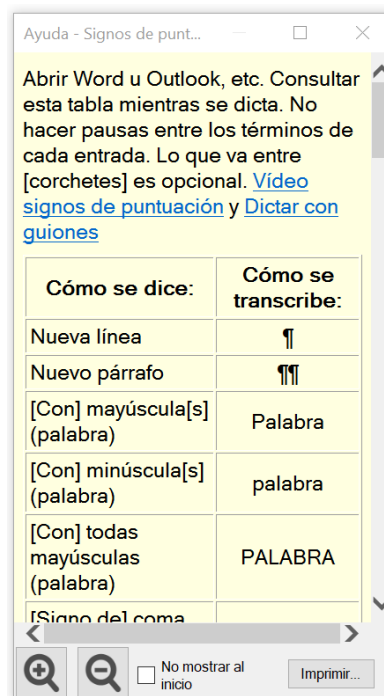 Ayuda - Signos de punt...
Abrir Word u Outlook, etc. Consultar
esta tabla mientras se dicta. No
hacer pausas entre los términos de
cada entrada. Lo que va entre
[corchetes] es opcional. Vídeo
signos de puntuación y Dictar con
guiones
Cómo se dice:
Cómo se
transcribe:
Nueva línea
¶
Nuevo párrafo
¶¶
[Con] mayúscula[s]
(palabra)
Palabra
[Con] minúscula[s]
(palabra)
palabra
[Con] todas
mayúsculas
(palabra)
PALABRA
[Signo de] coma
No mostrar al
inicio
Imprimir...